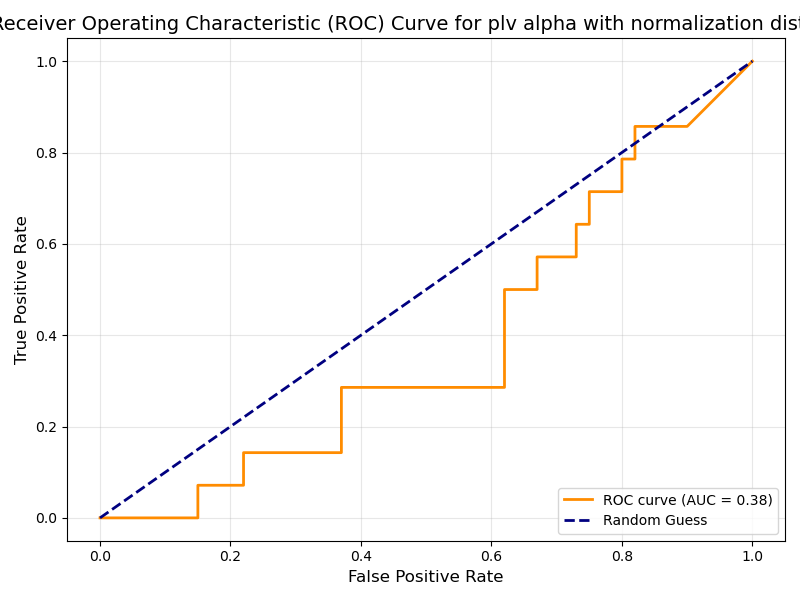 Receiver Operating Characteristic (ROC) Curve for plv alpha with normalization dist
1.0
0.8
0.6
0.4
0.2
0.0
True Positive Rate
ROC curve (AUC = 0.38)
Random Guess
0.0 0.2 0.4 0.6 0.8 1.0
False Positive Rate